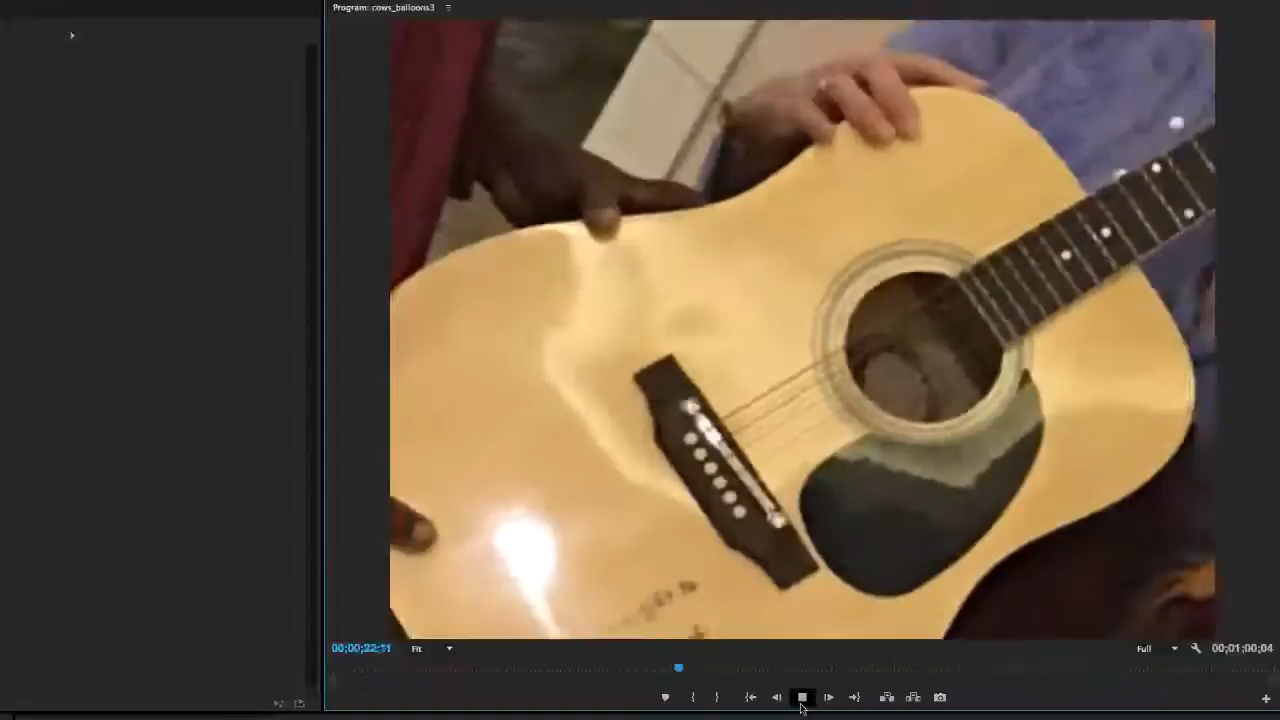 Program: cows_balloons3
00;00;22;11
Fit
Full
00;01;00;04